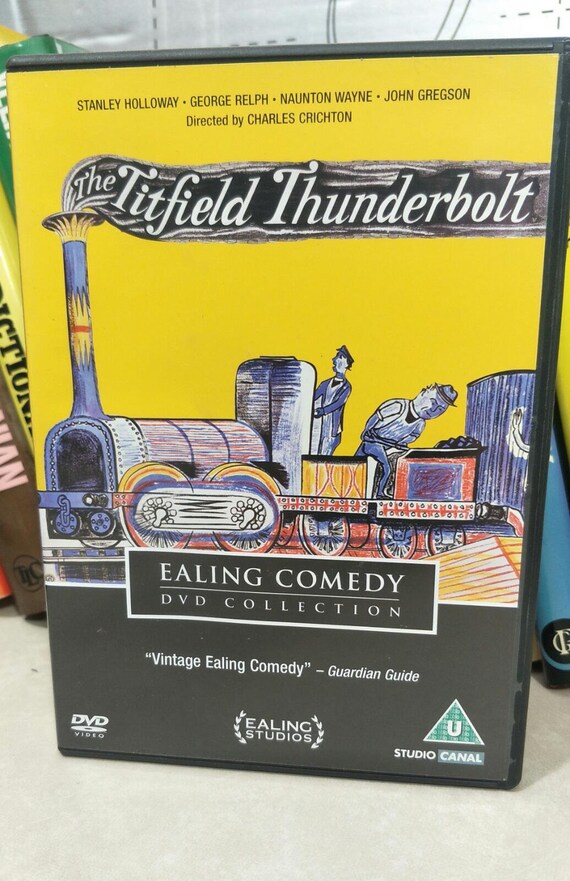 STANLEY HOLLOWAY • GEORGE RELPH • NAUNTON WAYNE • JOHN GREGSON
Directed by CHARLES CRICHTON
The Titfield Thunderbolt
EALING COMEDY
DVD COLLECTION
“Vintage Ealing Comedy” – Guardian Guide
DVD
VIDEO
EALING
STUDIOS
U
STUDIO CANAL